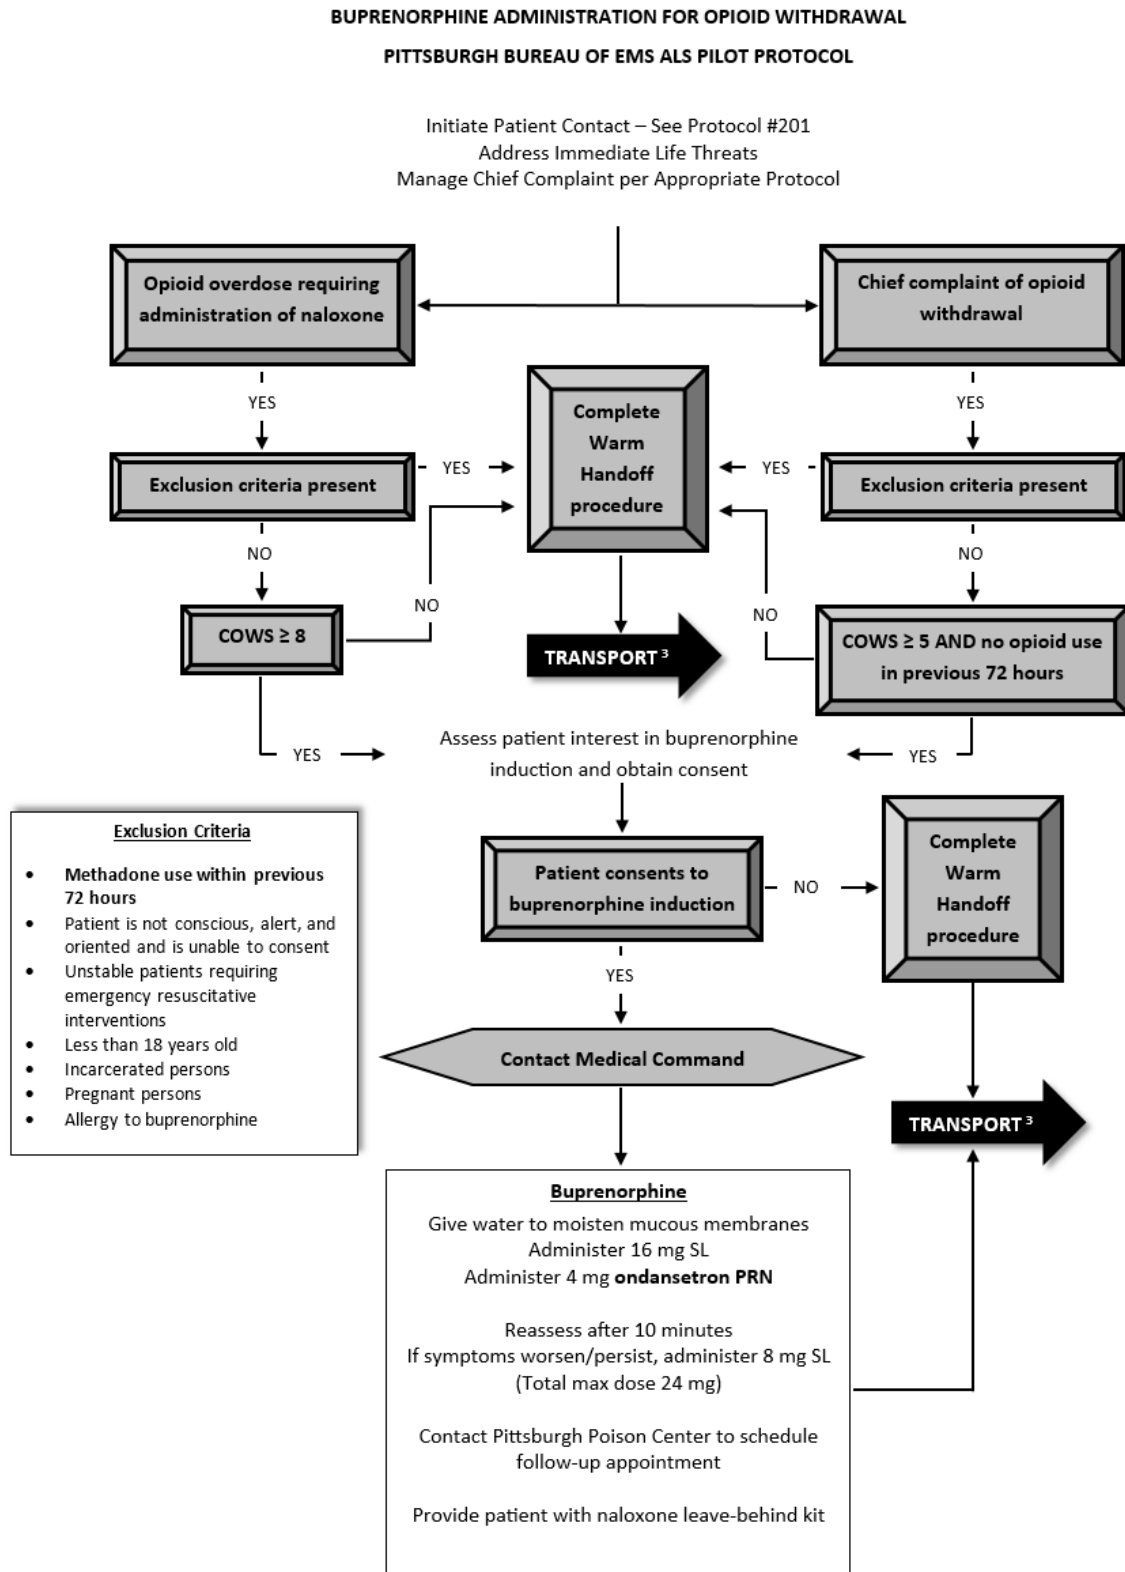 BUPRENORPHINE ADMINISTRATION FOR OPIOID WITHDRAWAL
PITTSBURGH BUREAU OF EMS ALS PILOT PROTOCOL
Initiate Patient Contact – See Protocol #201
Address Immediate Life Threats
Manage Chief Complaint per Appropriate Protocol
Opioid overdose requiring
administration of naloxone
Chief complaint of opioid
withdrawal
YES
YES
Complete
Warm
Handoff
procedure
Exclusion criteria present
YES
YES
Exclusion criteria present
NO
NO
NO
NO
COWS ≥ 8
TRANSPORT ³
COWS ≥ 5 AND no opioid use
in previous 72 hours
YES
Assess patient interest in buprenorphine
induction and obtain consent
YES
Exclusion Criteria
• Methadone use within previous
72 hours
• Patient is not conscious, alert, and
oriented and is unable to consent
• Unstable patients requiring
emergency resuscitative
interventions
• Less than 18 years old
• Incarcerated persons
• Pregnant persons
• Allergy to buprenorphine
Patient consents to
buprenorphine induction
NO
Complete
Warm
Handoff
procedure
YES
Contact Medical Command
TRANSPORT ³
Buprenorphine
Give water to moisten mucous membranes
Administer 16 mg SL
Administer 4 mg ondansetron PRN
Reassess after 10 minutes
If symptoms worsen/persist, administer 8 mg SL
(Total max dose 24 mg)
Contact Pittsburgh Poison Center to schedule
follow-up appointment
Provide patient with naloxone leave-behind kit